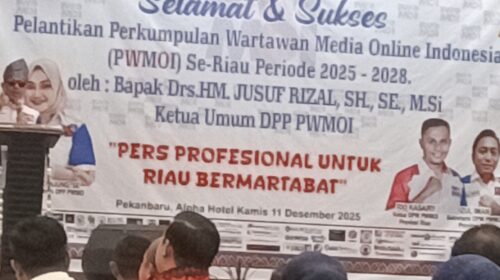 Selamat & Sukses
Pelantikan Perkumpulan Wartawan Media Online Indonesia
(PWMOI) Se-Riau Periode 2025 - 2028.
oleh : Bapak Drs.HM. JUSUF RIZAL, SH., SE., M.Si
Ketua Umum DPP PWMOI
"PERS PROFESIONAL UNTUK
RIAU BERMARTABAT"
Pekanbaru, Alpha Hotel Kamis 11 Desember 2025